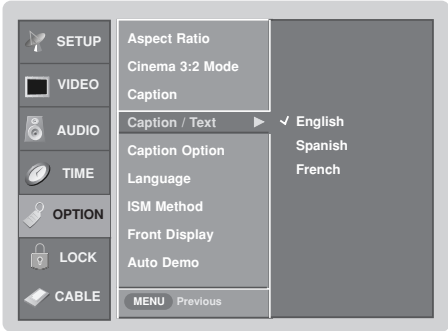 SETUP
VIDEO
AUDIO
TIME
OPTION
LOCK
CABLE
Aspect Ratio
Cinema 3:2 Mode
Caption
Caption / Text
Caption Option
Language
ISM Method
Front Display
Auto Demo
MENU Previous
English
Spanish
French